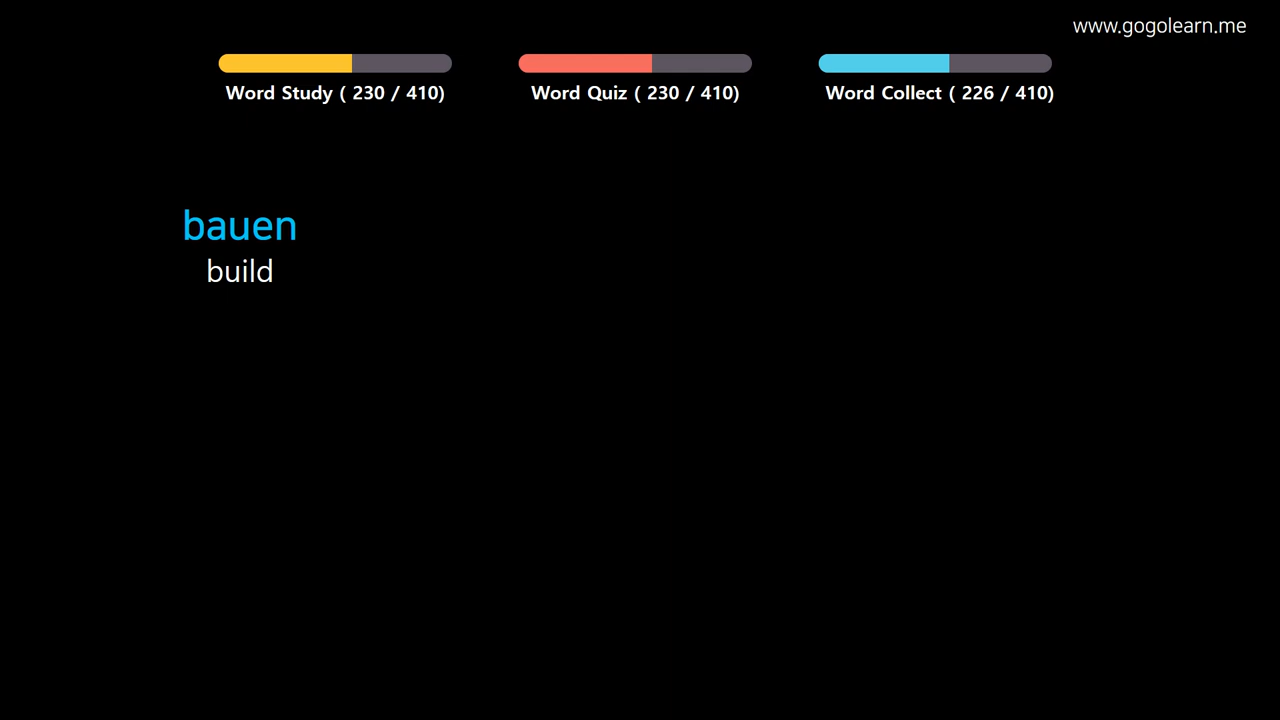 www.gogolearn.me
Word Study ( 230 / 410)
Word Quiz ( 230 / 410)
Word Collect ( 226 / 410)
bauen
build